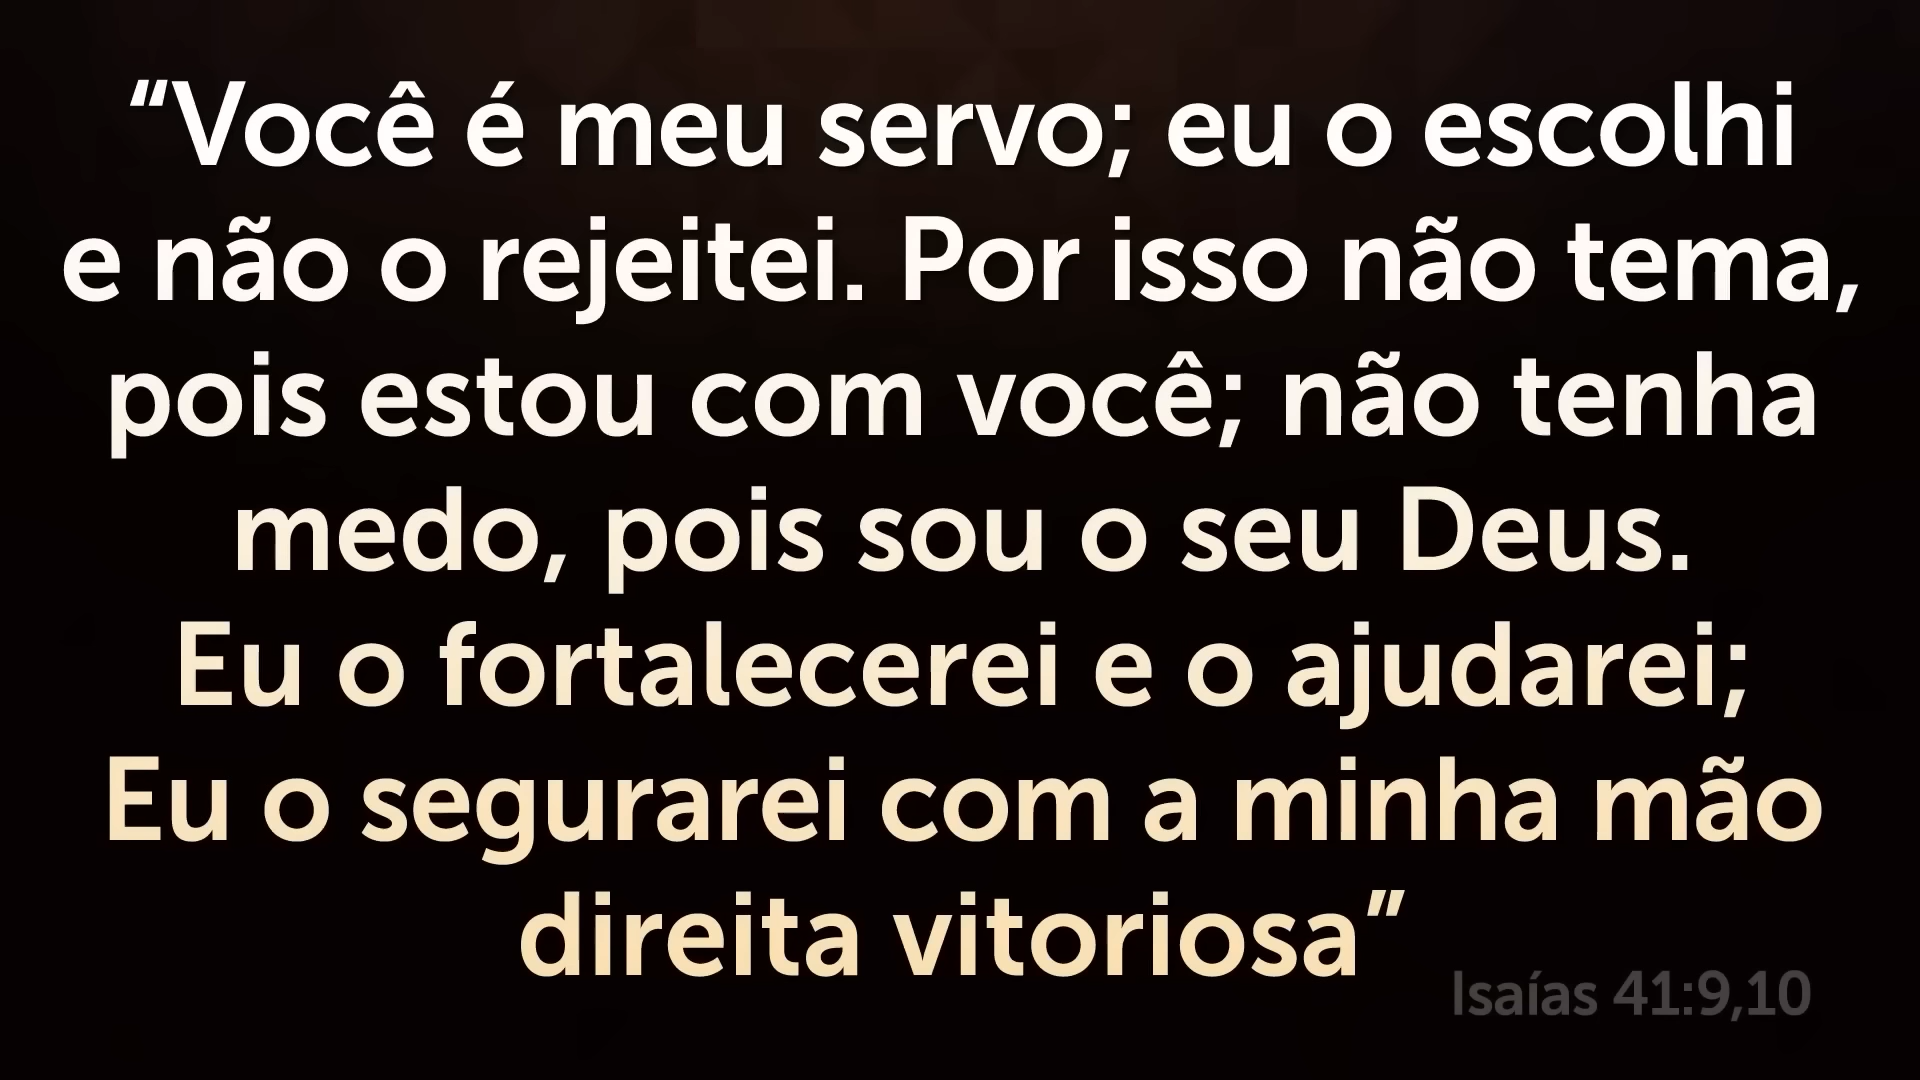 “Você é meu servo; eu o escolhi
e não o rejeitei. Por isso não tema,
pois estou com você; não tenha
medo, pois sou o seu Deus.
Eu o fortalecerei e o ajudarei;
Eu o segurarei com a minha mão
direita vitoriosa”
Isaías 41:9,10